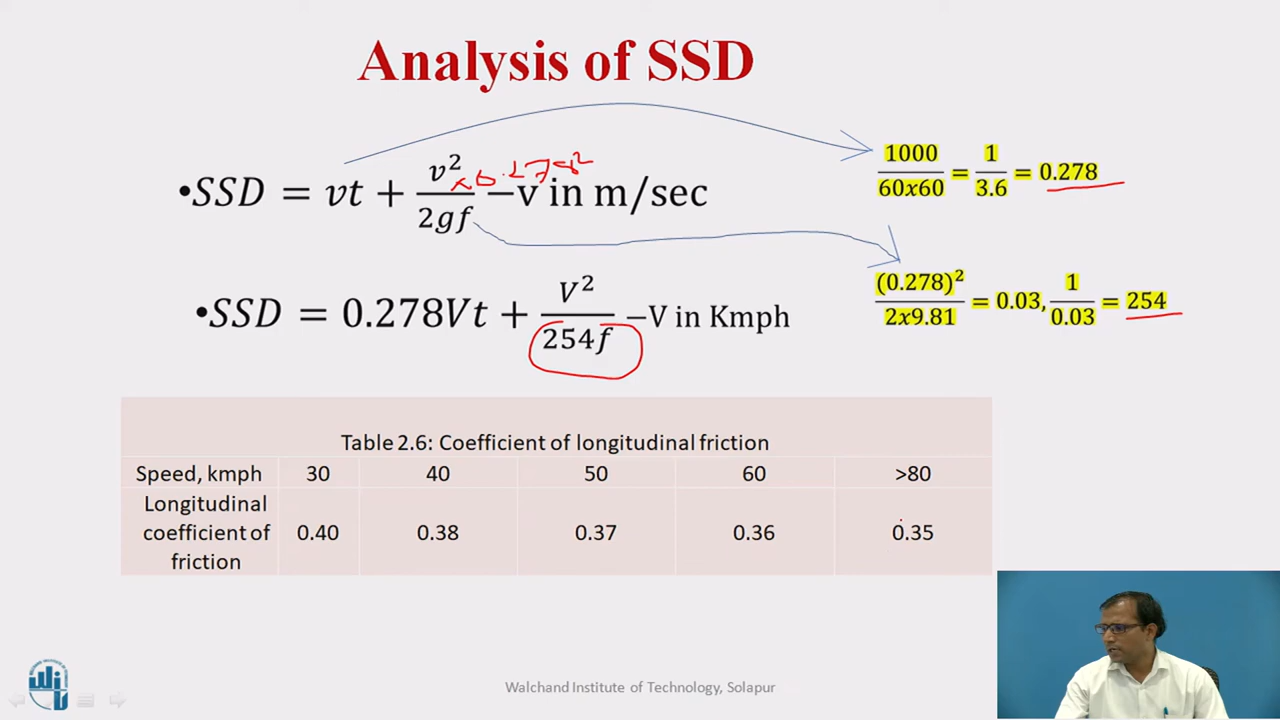 Analysis of SSD
•SSD = vt + v²/2gf −v in m/sec
x 0.278²
1000/60x60 = 1/3.6 = 0.278
•SSD = 0.278Vt + V²/254f −V in Kmph
(0.278)²/2x9.81 = 0.03, 1/0.03 = 254
Table 2.6: Coefficient of longitudinal friction
Speed, kmph 30 40 50 60 >80
Longitudinal coefficient of friction 0.40 0.38 0.37 0.36 0.35
Walchand Institute of Technology, Solapur